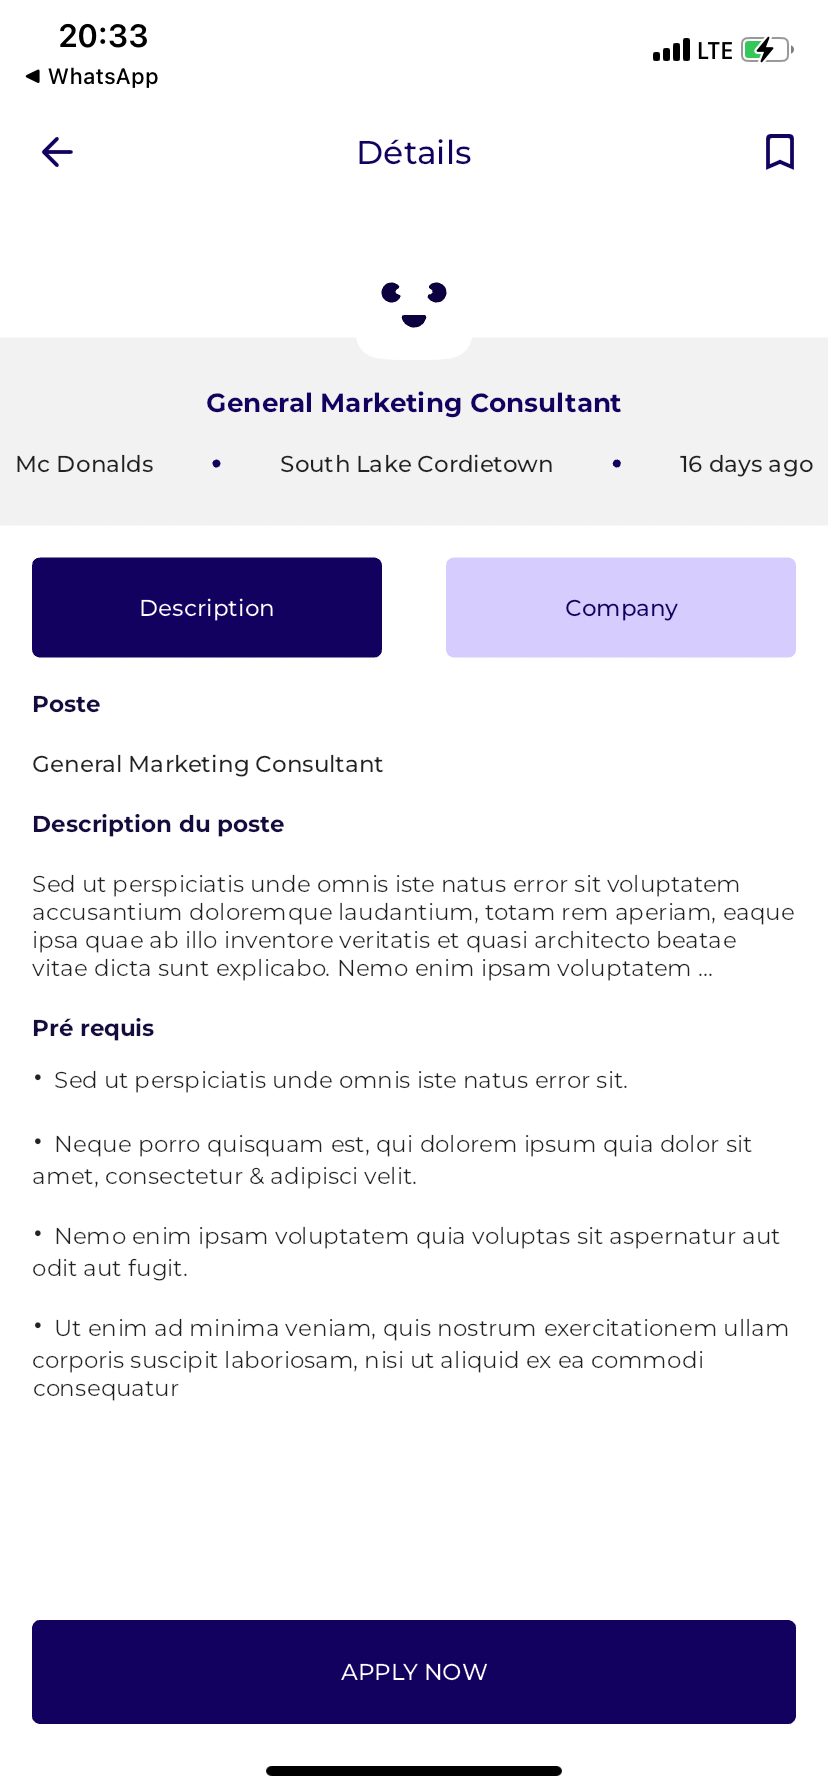 20:33
LTE
◀ WhatsApp
Détails
General Marketing Consultant
Mc Donalds • South Lake Cordietown • 16 days ago
Description
Company
Poste
General Marketing Consultant
Description du poste
Sed ut perspiciatis unde omnis iste natus error sit voluptatem
accusantium doloremque laudantium, totam rem aperiam, eaque
ipsa quae ab illo inventore veritatis et quasi architecto beatae
vitae dicta sunt explicabo. Nemo enim ipsam voluptatem ...
Pré requis
• Sed ut perspiciatis unde omnis iste natus error sit.
• Neque porro quisquam est, qui dolorem ipsum quia dolor sit
amet, consectetur & adipisci velit.
• Nemo enim ipsam voluptatem quia voluptas sit aspernatur aut
odit aut fugit.
• Ut enim ad minima veniam, quis nostrum exercitationem ullam
corporis suscipit laboriosam, nisi ut aliquid ex ea commodi
consequatur
APPLY NOW